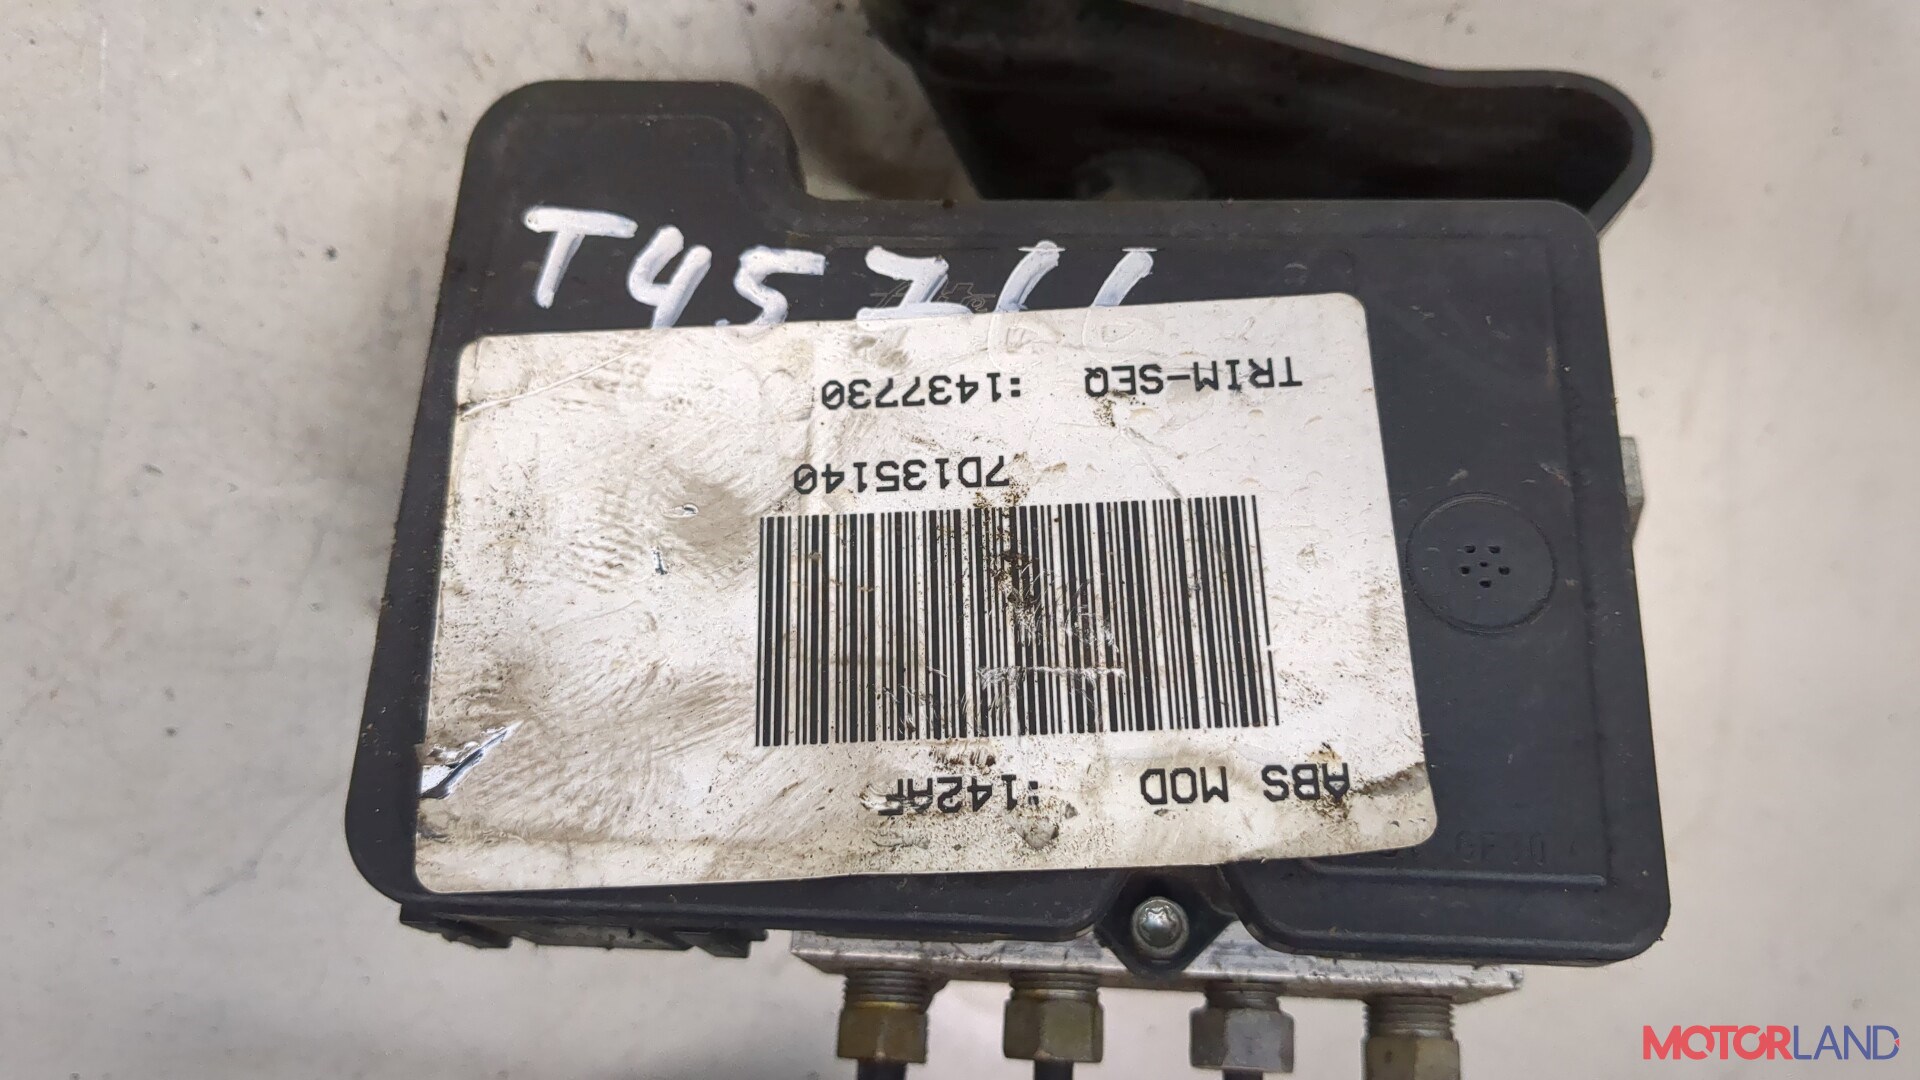 T45766
ABS MOD :142AF
7D135140
TRIM-SEQ :1437730
MOTORLAND